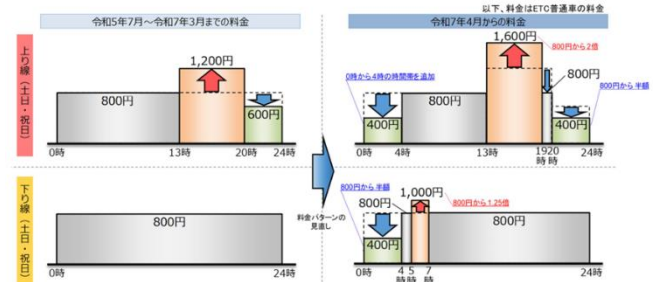 以下、料金はETC普通車の料金
令和5年7月～令和7年3月までの料金
令和7年4月からの料金
上り線（土日・祝日）
1,200円
800円
600円
0時
13時
20時
24時
1,600円
800円から2倍
0時から4時の時間帯を追加
800円
800円
800円から 半額
400円
400円
0時
4時
13時
19時
20時
24時
料金パターンの
見直し
下り線（土日・祝日）
800円
0時
24時
800円から 半額
1,000円
800円
800円から1.25倍
800円
400円
0時
4時
5時
7時
24時